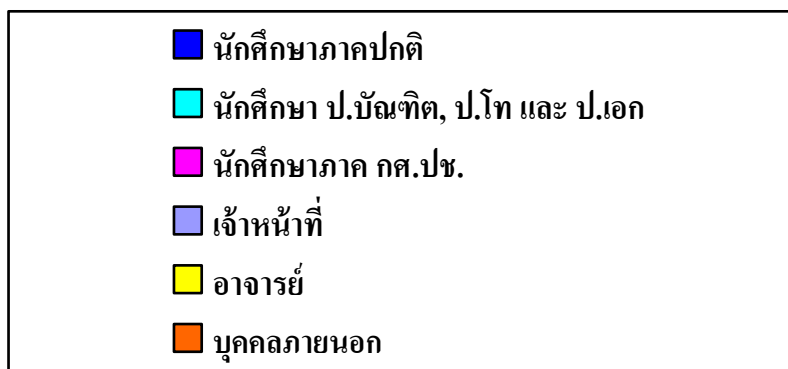 นักศึกษาภาคปกติ
นักศึกษา ป.บัณฑิต, ป.โท และ ป.เอก
นักศึกษาภาค กศ.ปช.
เจ้าหน้าที่
อาจารย์
บุคคลภายนอก